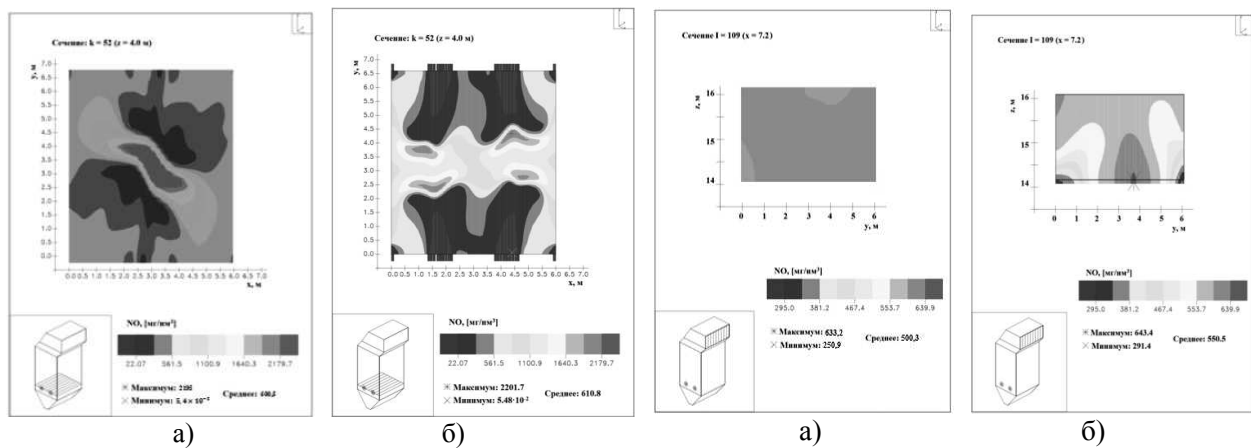 Сечение: k = 52 (z = 4.0 м)
y, м
7.0
6.5
6.0
5.5
5.0
4.5
4.0
3.5
3.0
2.5
2.0
1.5
1.0
0.5
0.0
0.0 0.5 1.0 1.5 2.0 2.5 3.0 3.5 4.0 4.5 5.0 5.5 6.0 6.5 7.0
x, м
NO, [мг/нм³]
22.07 561.5 1100.9 1640.3 2179.7
Максимум:
Минимум:
Среднее:
а)
Сечение: k = 52 (z = 4.0 м)
y, м
7.0
6.5
6.0
5.5
5.0
4.5
4.0
3.5
3.0
2.5
2.0
1.5
1.0
0.5
0.0
0.0 0.5 1.0 1.5 2.0 2.5 3.0 3.5 4.0 4.5 5.0 5.5 6.0 6.5 7.0
x, м
NO, [мг/нм³]
22.07 561.5 1100.9 1640.3 2179.7
Максимум: 2201.7
Минимум: 5.48·10⁻²
Среднее: 610.8
б)
Сечение I = 109 (x = 7.2)
z, м
16
15
14
0 1 2 3 4 5 6
y, м
NO, [мг/нм³]
295.0 381.2 467.4 553.7 639.9
Максимум: 633,2
Минимум: 250,9
Среднее: 500,3
а)
Сечение I = 109 (x = 7.2)
z, м
16
15
14
0 1 2 3 4 5 6
y, м
NO, [мг/нм³]
295.0 381.2 467.4 553.7 639.9
Максимум: 643.4
Минимум: 291.4
Среднее: 550.5
б)